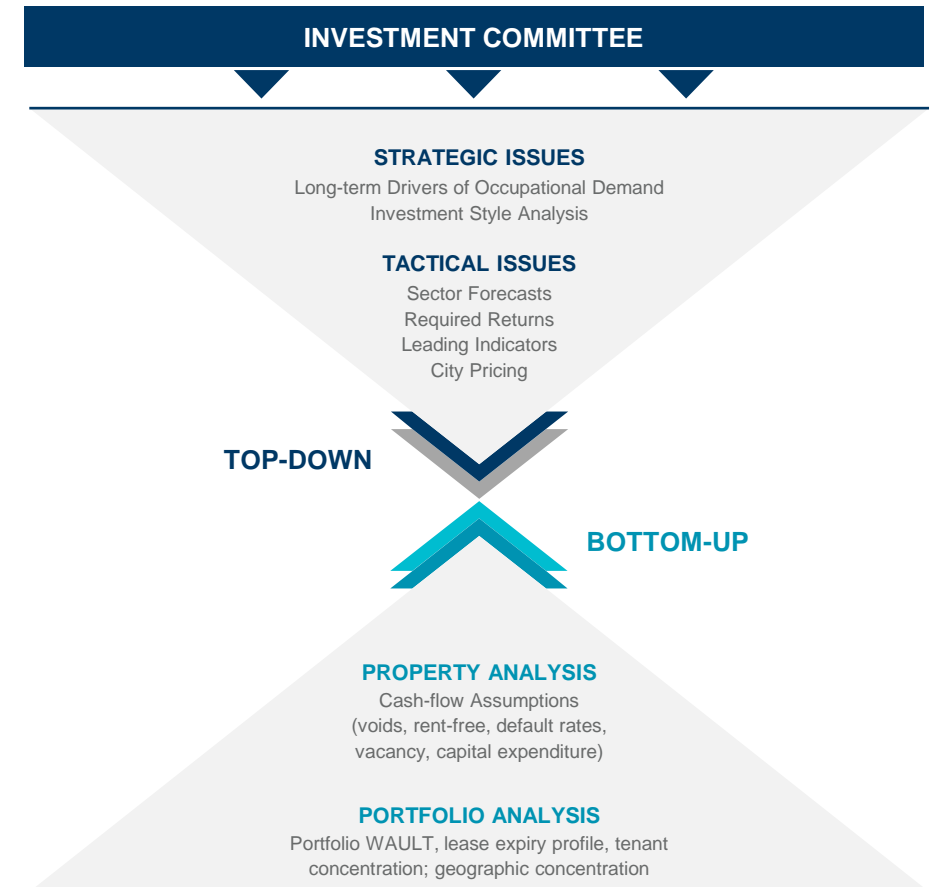 INVESTMENT COMMITTEE
STRATEGIC ISSUES
Long-term Drivers of Occupational Demand
Investment Style Analysis
TACTICAL ISSUES
Sector Forecasts
Required Returns
Leading Indicators
City Pricing
TOP-DOWN
BOTTOM-UP
PROPERTY ANALYSIS
Cash-flow Assumptions
(voids, rent-free, default rates,
vacancy, capital expenditure)
PORTFOLIO ANALYSIS
Portfolio WAULT, lease expiry profile, tenant
concentration; geographic concentration